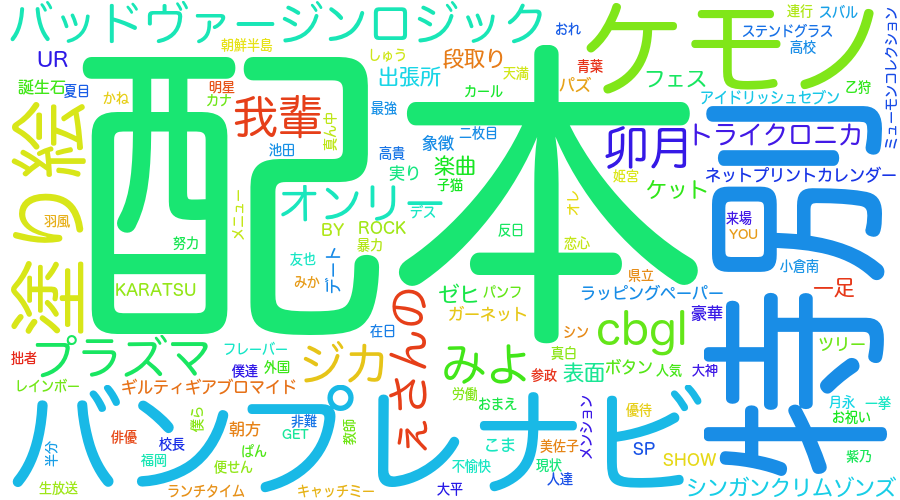 バッドヴァージンロジック
おれ
ケモノ
連行
スバル
ミューモンコレクション
UR
朝鮮半島
しゅう
段取り
ステンドグラス
高校
誕生石
夏目
明星
カナ
かね
出張所
天満
青葉
パズ
フェス
乙狩
配本
カール
アイドリッシュセブン
特別
塗り絵
我輩
真ん中
最強
象徴
二枚目
卯月
トライクロニカ
池田
高貴
実り
楽曲
子猫
姫宮
ケット
ネットプリントカレンダー
羽風
メニュー
オンリー
デス
オレ
来場
努力
BY
ROCK
暴力
反日
恋心
YOU
友也
デート
県立
小倉南
KARATSU
みか
ゼヒ
パンフ
ラッピングペーパー
一足
ガーネット
豪華
在日
えさんの
シン
cbgl
拙者
プラズマ
フレーバー
外国
ジカ
みよ
真白
表面
ボタン
人気
大神
ツリー
僕達
参政
レインボー
ギルティギアブロマイド
労働
おまえ
メンション
優待
月永
一挙
お祝い
バンプレナビ
僕ら
朝方
非難
GET
教師
俳優
校長
こま
美佐子
SP
半分
福岡
ぱん
便せん
不愉快
現状
SHOW
紫乃
生放送
ランチタイム
キャッチミー
大平
人達
シンガンクリムゾンズ